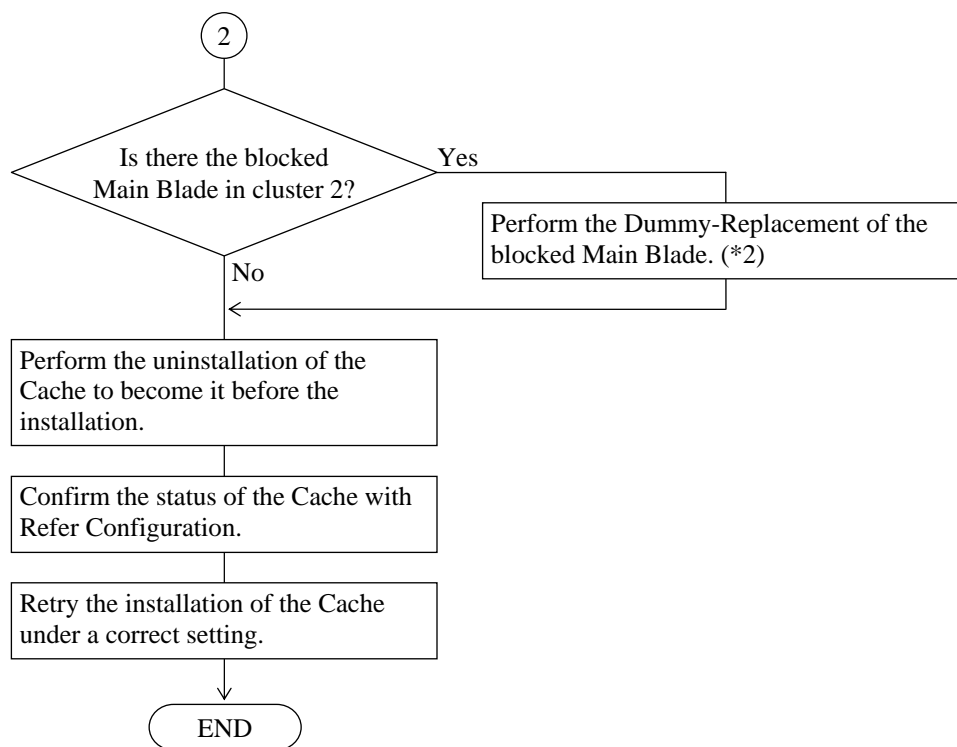 2
Is there the blocked
Main Blade in cluster 2?
Yes
Perform the Dummy-Replacement of the
blocked Main Blade. (*2)
No
Perform the uninstallation of the
Cache to become it before the
installation.
Confirm the status of the Cache with
Refer Configuration.
Retry the installation of the Cache
under a correct setting.
END